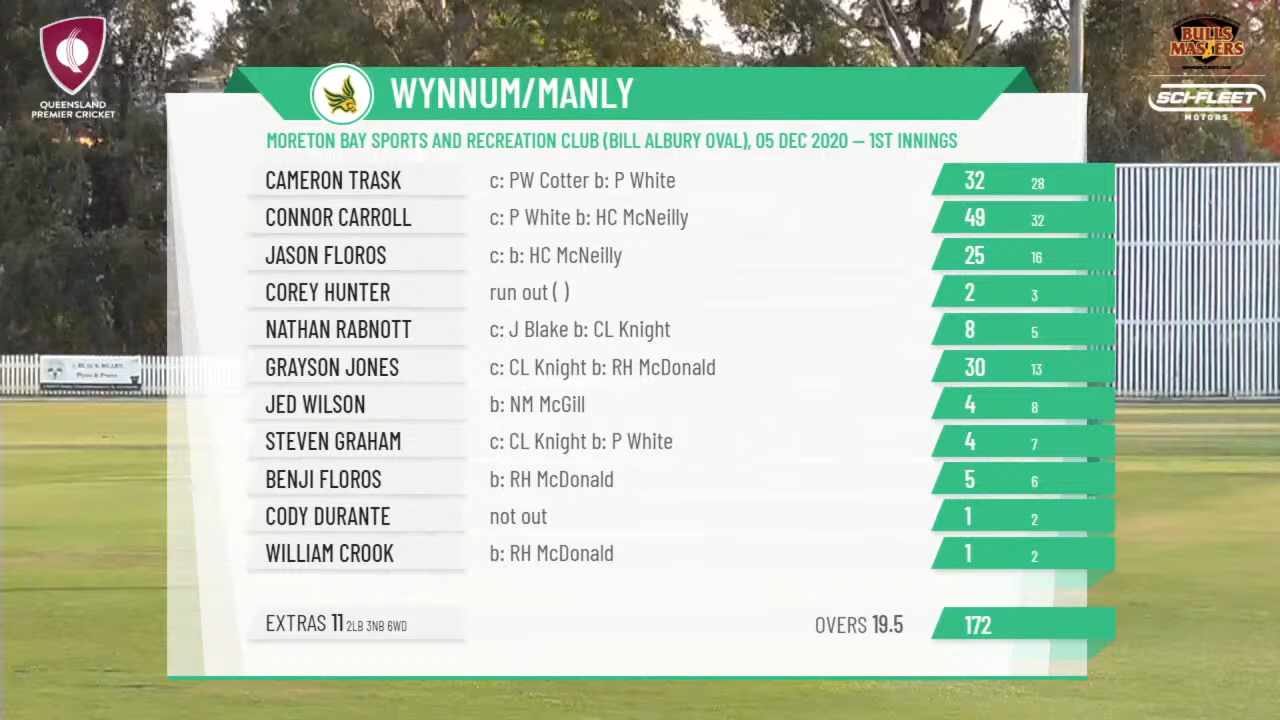 QUEENSLAND
PREMIER CRICKET
BULLS
MASTERS
SCI-FLEET
MOTORS
WYNNUM/MANLY
MORETON BAY SPORTS AND RECREATION CLUB (BILL ALBURY OVAL), 05 DEC 2020 – 1ST INNINGS
CAMERON TRASK c: PW Cotter b: P White 32 28
CONNOR CARROLL c: P White b: HC McNeilly 49 32
JASON FLOROS c: b: HC McNeilly 25 16
COREY HUNTER run out ( ) 2 3
NATHAN RABNOTT c: J Blake b: CL Knight 8 5
GRAYSON JONES c: CL Knight b: RH McDonald 30 13
JED WILSON b: NM McGill 4 8
STEVEN GRAHAM c: CL Knight b: P White 4 7
BENJI FLOROS b: RH McDonald 5 6
CODY DURANTE not out 1 2
WILLIAM CROOK b: RH McDonald 1 2
EXTRAS 11 2LB 3NB 6WD OVERS 19.5 172